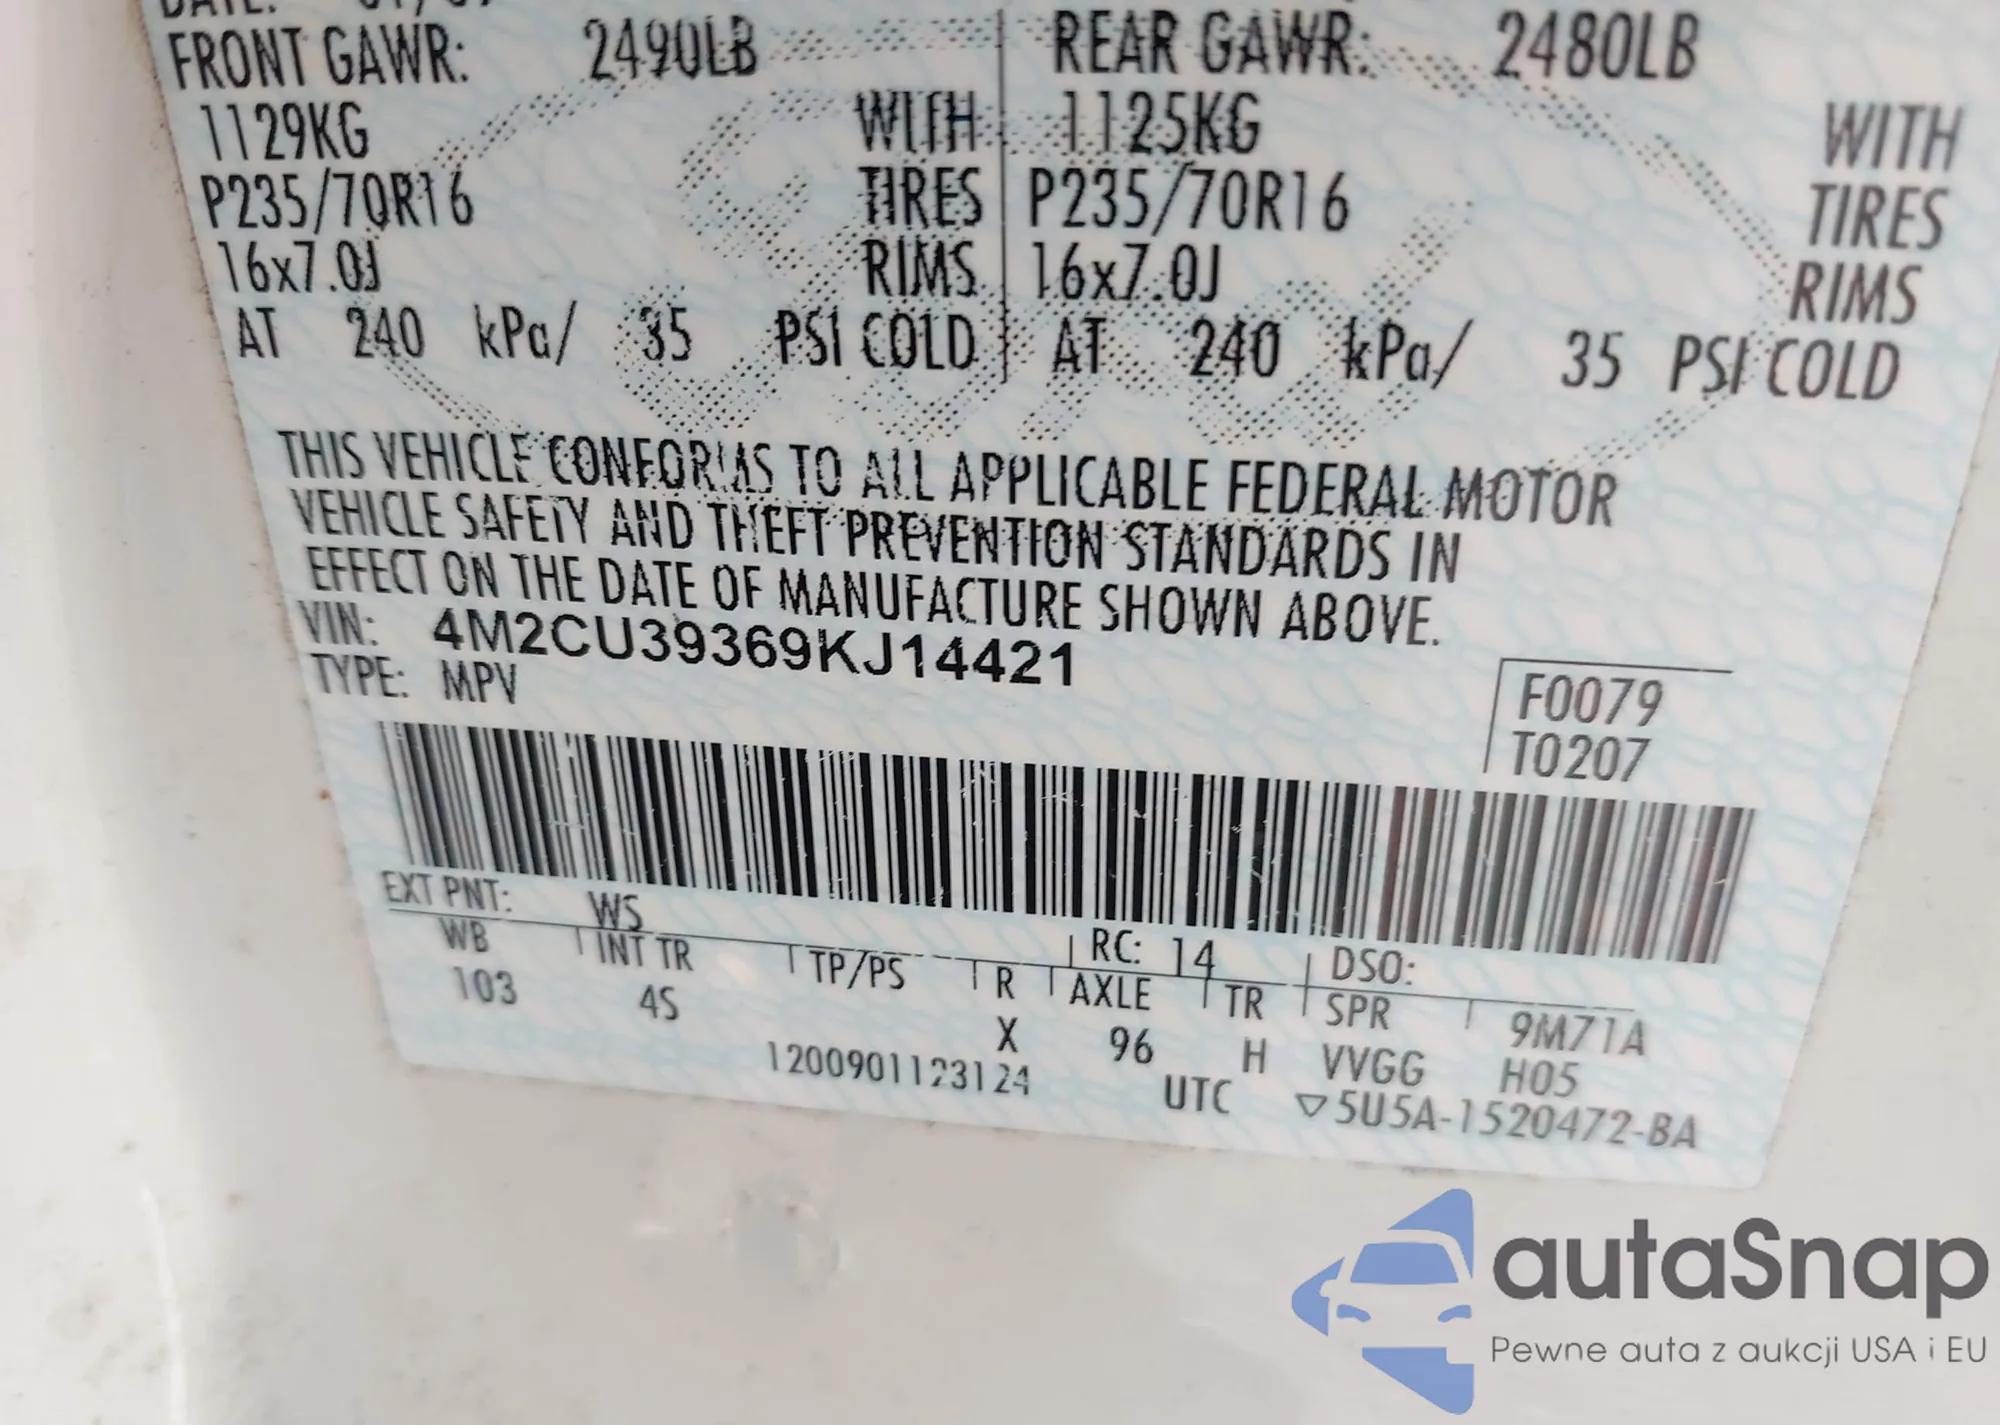 FRONT GAWR: 2490LB REAR GAWR: 2480LB
1129KG WITH 1125KG WITH
P235/70R16 TIRES P235/70R16 TIRES
16x7.0J RIMS 16x7.0J RIMS
AT 240 kPa/ 35 PSI COLD AT 240 kPa/ 35 PSI COLD
THIS VEHICLE CONFORMS TO ALL APPLICABLE FEDERAL MOTOR
VEHICLE SAFETY AND THEFT PREVENTION STANDARDS IN
EFFECT ON THE DATE OF MANUFACTURE SHOWN ABOVE.
VIN: 4M2CU39369KJ14421
TYPE: MPV
F0079
T0207
EXT PNT: WS RC: 14 DSO:
WB INT TR TP/PS R AXLE TR SPR 9M71A
103 4S X 96 H VVGG H05
1200901123124 UTC ▽5U5A-1520472-BA
autaSnap
Pewne auta z aukcji USA i EU